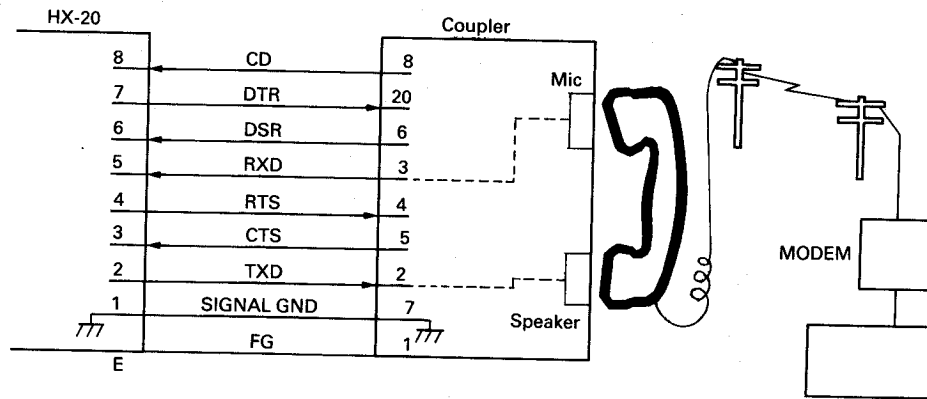 HX-20
Coupler
8 CD 8
7 DTR 20
6 DSR 6
5 RXD 3
4 RTS 4
3 CTS 5
2 TXD 2
1 SIGNAL GND 7
E FG 1
Mic
Speaker
MODEM